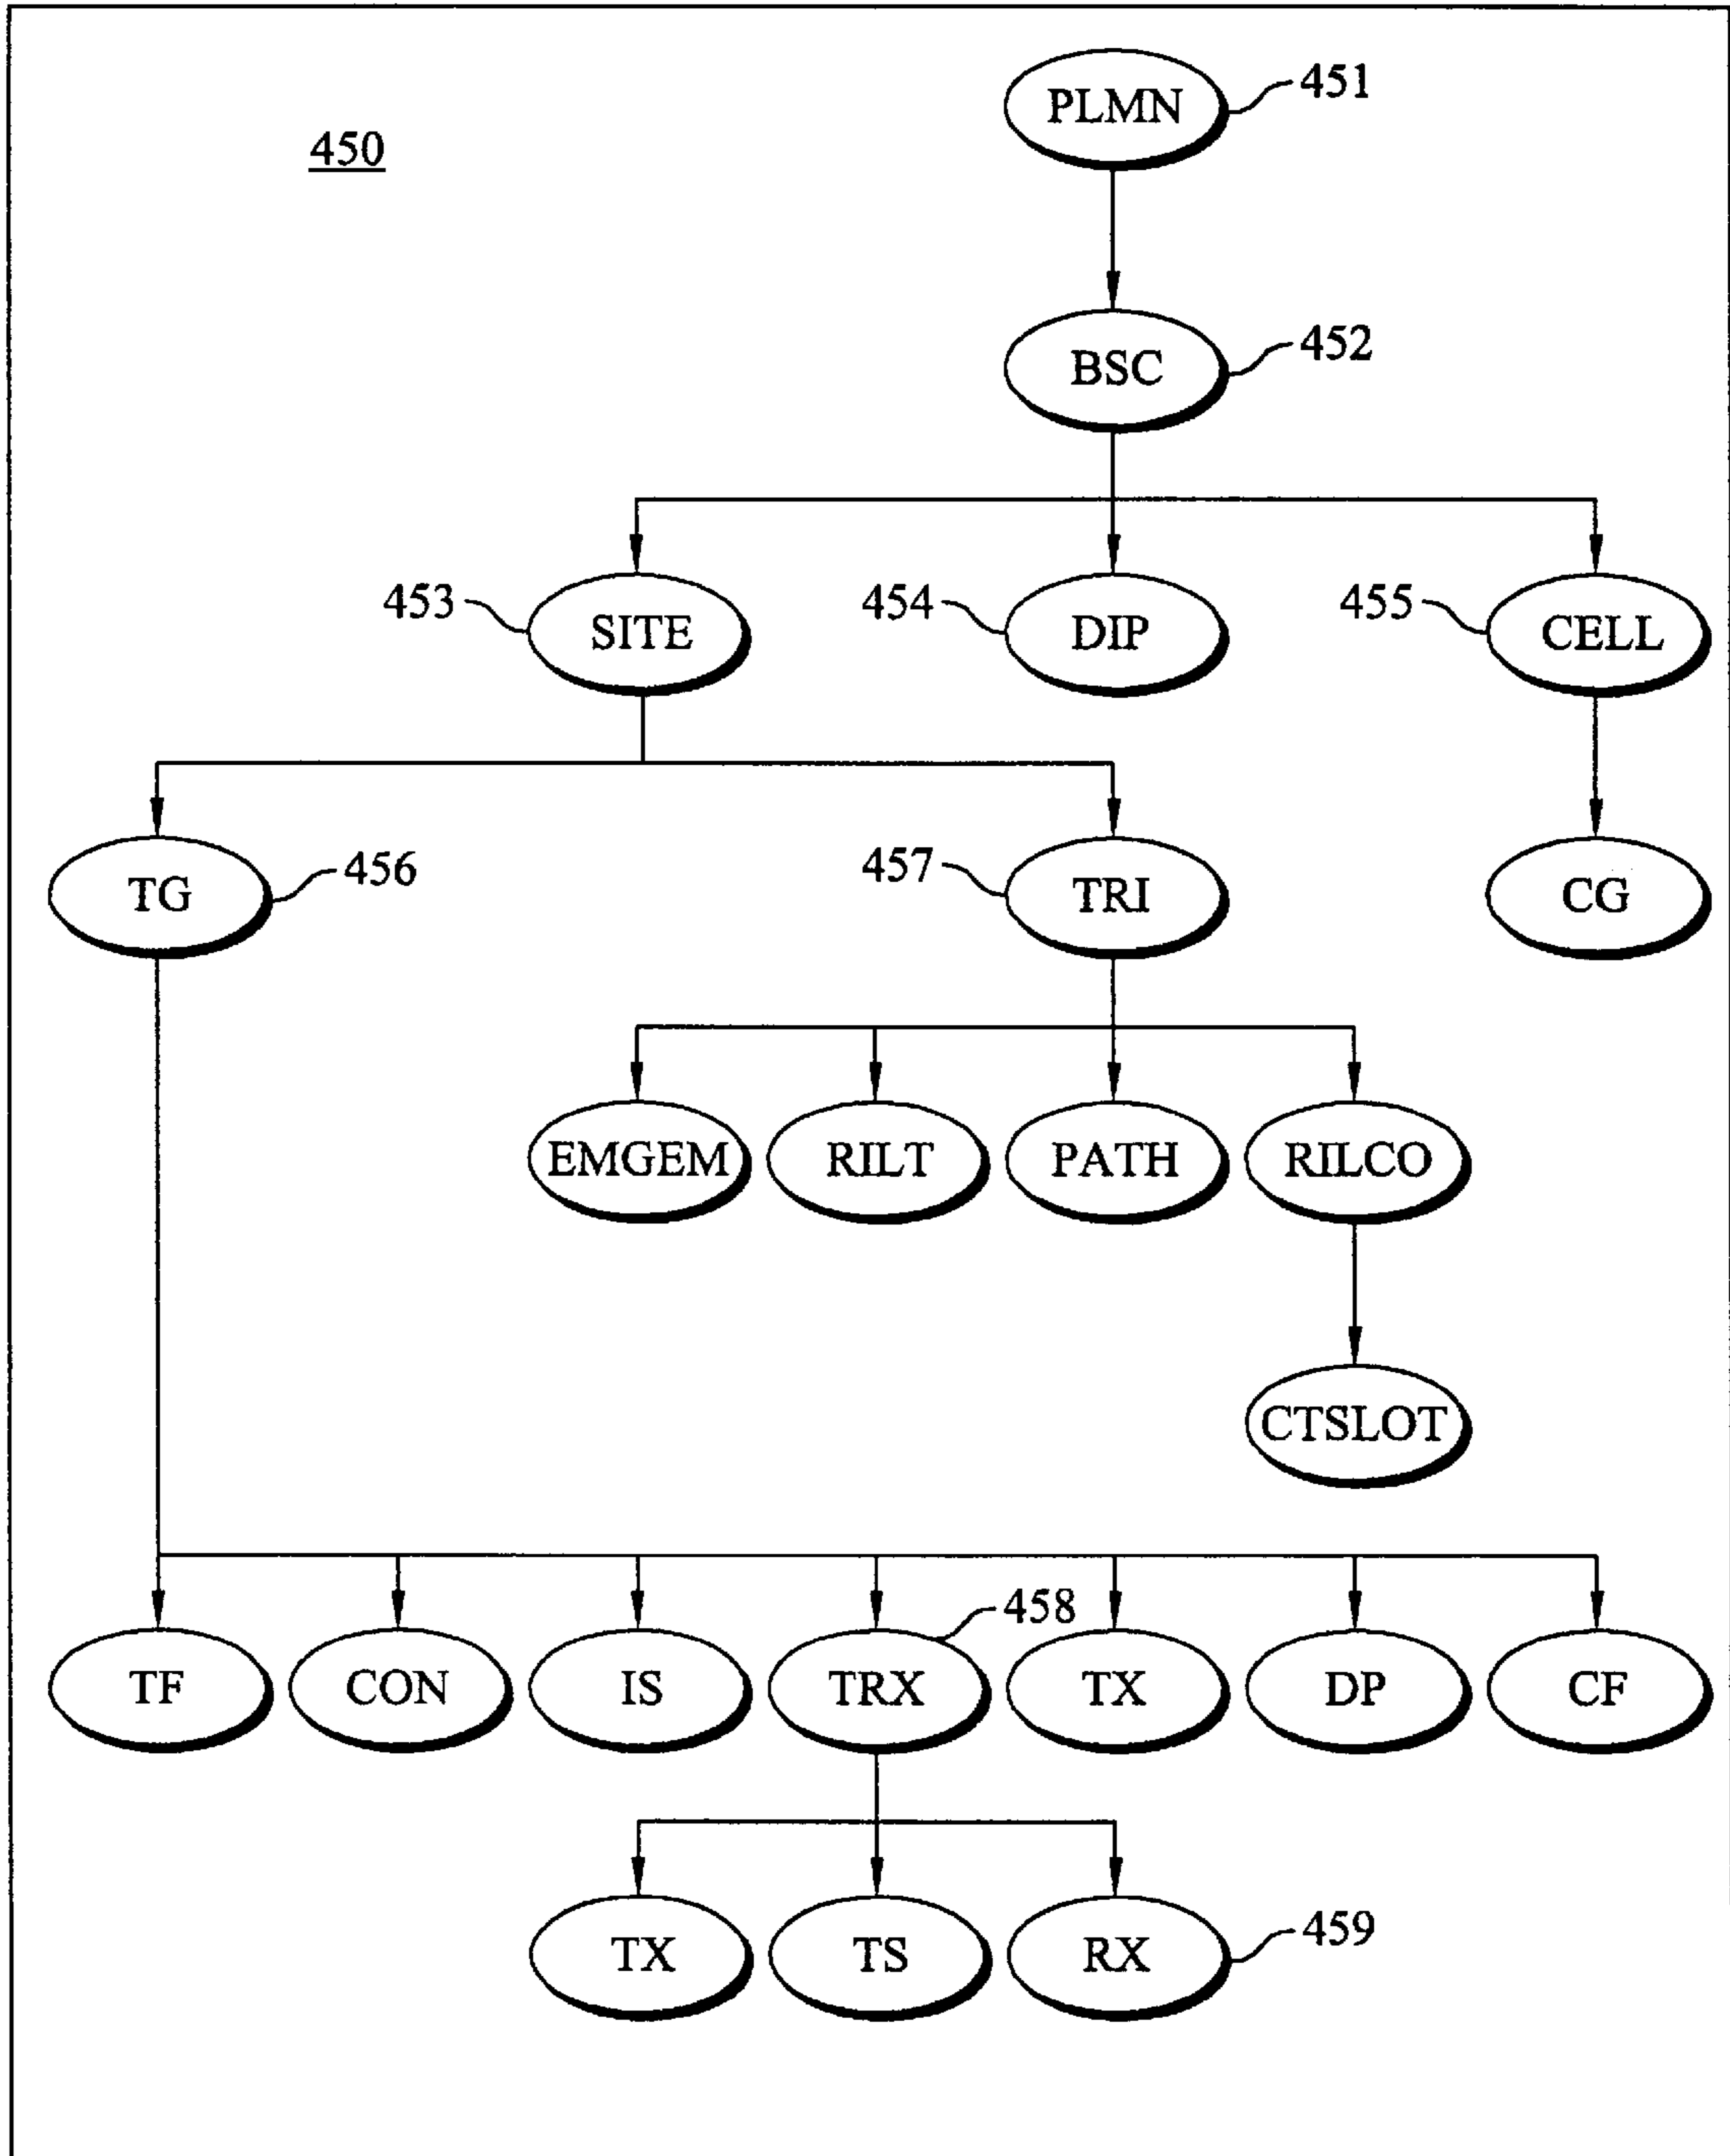 PLMN
451
450
BSC
452
453
SITE
454
DIP
455
CELL
TG
456
457
TRI
CG
EMGEM
RILT
PATH
RILCO
CTSLOT
458
TF
CON
IS
TRX
TX
DP
CF
TX
TS
RX
459